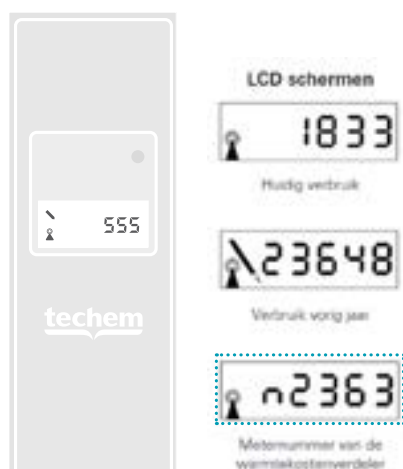 555
techem
LCD schermen
1833
Huidig verbruik
23648
Verbruik vorig jaar
n2363
Meternummer van de
warmtekostenverdeler